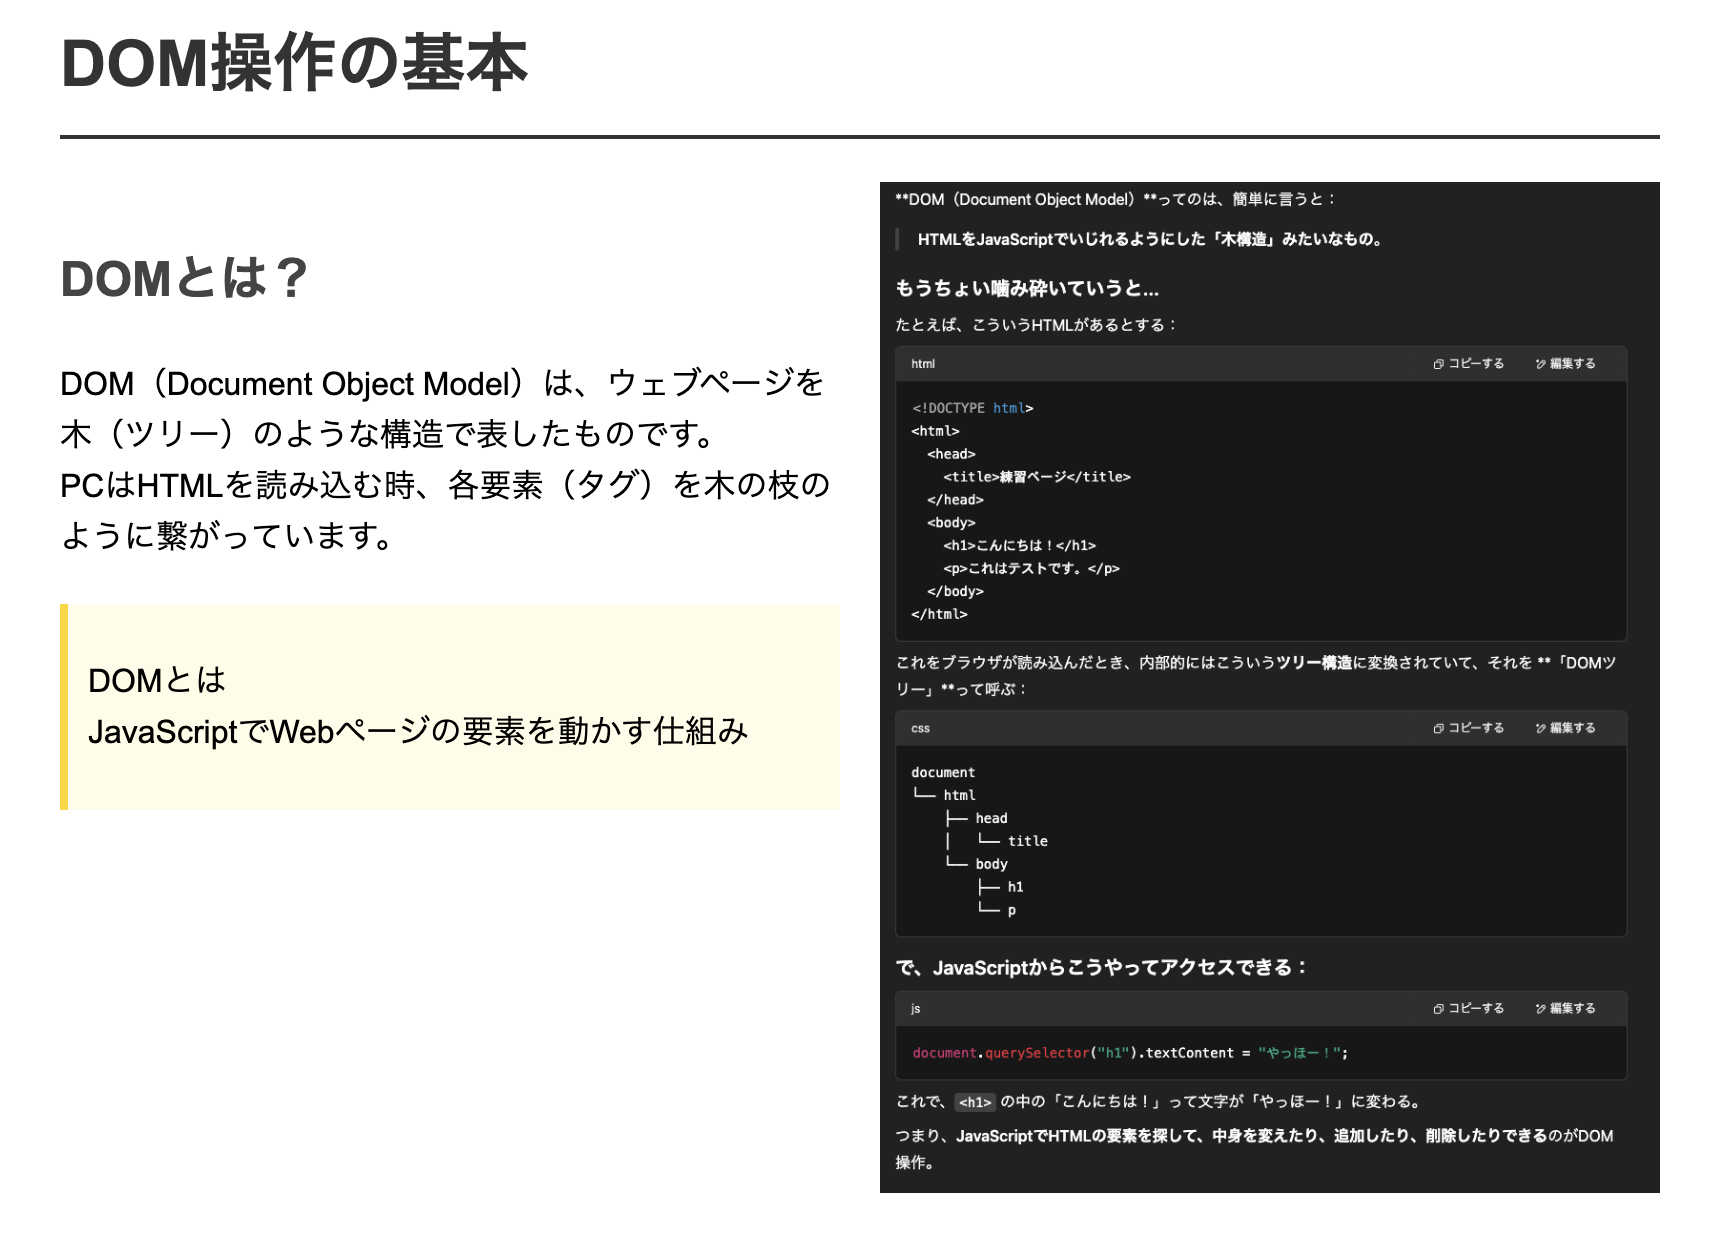 DOM操作の基本
DOMとは？
DOM（Document Object Model）は、ウェブページを
木（ツリー）のような構造で表したものです。
PCはHTMLを読み込む時、各要素（タグ）を木の枝の
ように繋がっています。
DOMとは
JavaScriptでWebページの要素を動かす仕組み
**DOM（Document Object Model）**ってのは、簡単に言うと：
HTMLをJavaScriptでいじれるようにした「木構造」みたいなもの。
もうちょい噛み砕いていうと...
たとえば、こういうHTMLがあるとする：
html コピーする 編集する
<!DOCTYPE html>
<html>
  <head>
    <title>練習ページ</title>
  </head>
  <body>
    <h1>こんにちは！</h1>
    <p>これはテストです。</p>
  </body>
</html>
これをブラウザが読み込んだとき、内部的にはこういうツリー構造に変換されていて、それを **「DOMツ
リー」**って呼ぶ：
css コピーする 編集する
document
└── html
    ├── head
    │   └── title
    └── body
        ├── h1
        └── p
で、JavaScriptからこうやってアクセスできる：
js コピーする 編集する
document.querySelector("h1").textContent = "やっほー！";
これで、<h1> の中の「こんにちは！」って文字が「やっほー！」に変わる。
つまり、JavaScriptでHTMLの要素を探して、中身を変えたり、追加したり、削除したりできるのがDOM
操作。